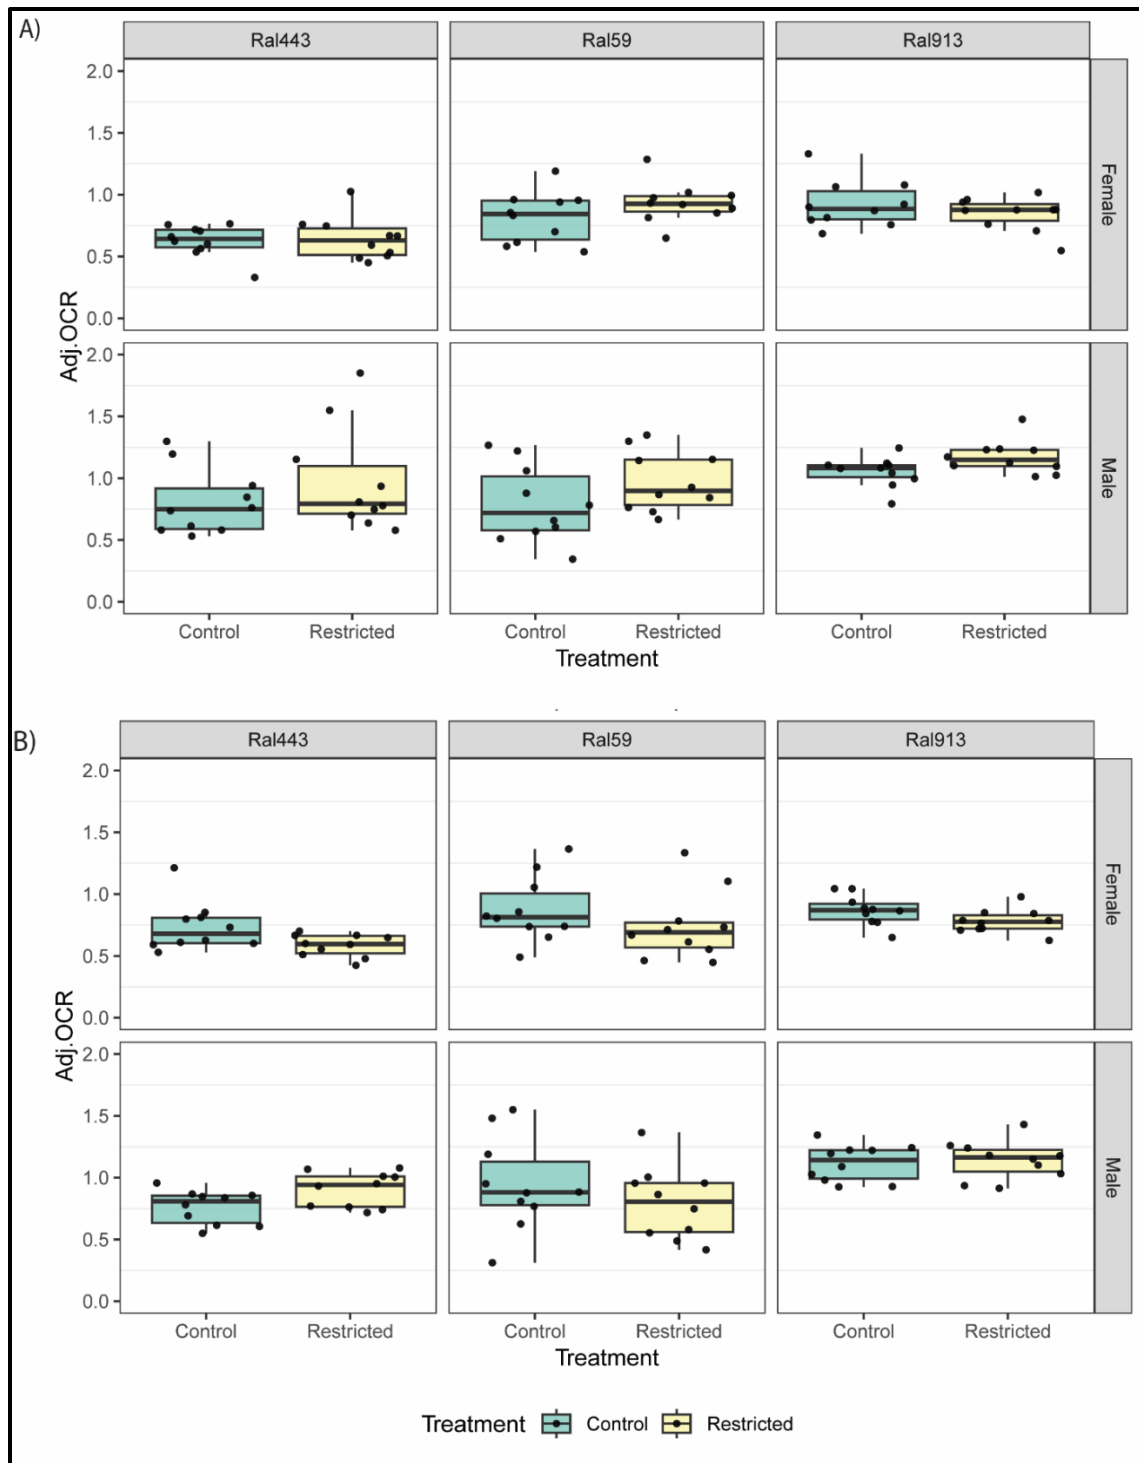 A)
Ral443 Ral59 Ral913
2.0
1.5
1.0
0.5
0.0
Female
Adj.OCR
2.0
1.5
1.0
0.5
0.0
Male
Control Restricted Control Restricted Control Restricted
Treatment
B)
Ral443 Ral59 Ral913
2.0
1.5
1.0
0.5
0.0
Female
Adj.OCR
2.0
1.5
1.0
0.5
0.0
Male
Control Restricted Control Restricted Control Restricted
Treatment
Treatment Control Restricted